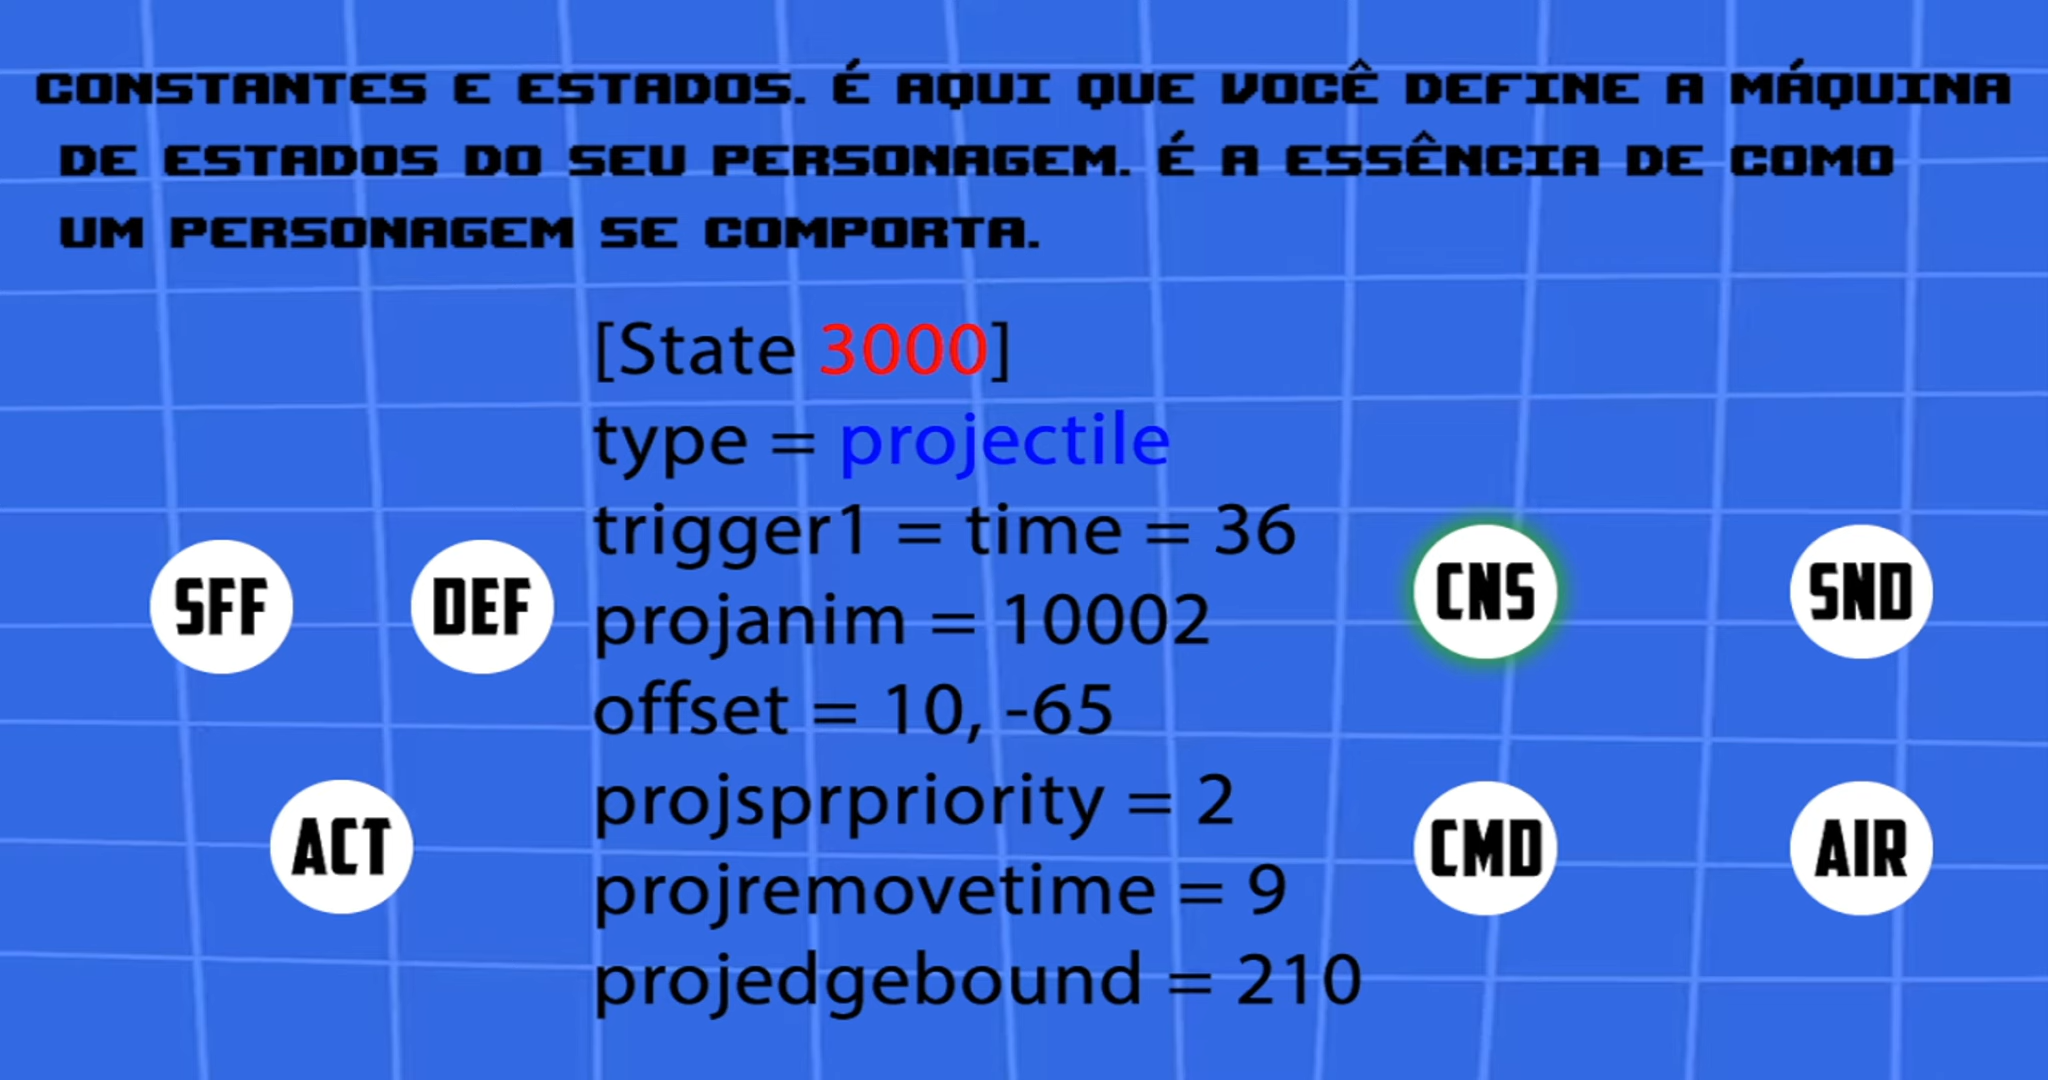 CONSTANTES E ESTADOS. É AQUI QUE VOCÊ DEFINE A MÁQUINA
DE ESTADOS DO SEU PERSONAGEM. É A ESSÊNCIA DE COMO
UM PERSONAGEM SE COMPORTA.
[State 3000]
type = projectile
trigger1 = time = 36
projanim = 10002
offset = 10, -65
projsprpriority = 2
projremovetime = 9
projedgebound = 210
SFF
DEF
ACT
CNS
SND
CMD
AIR